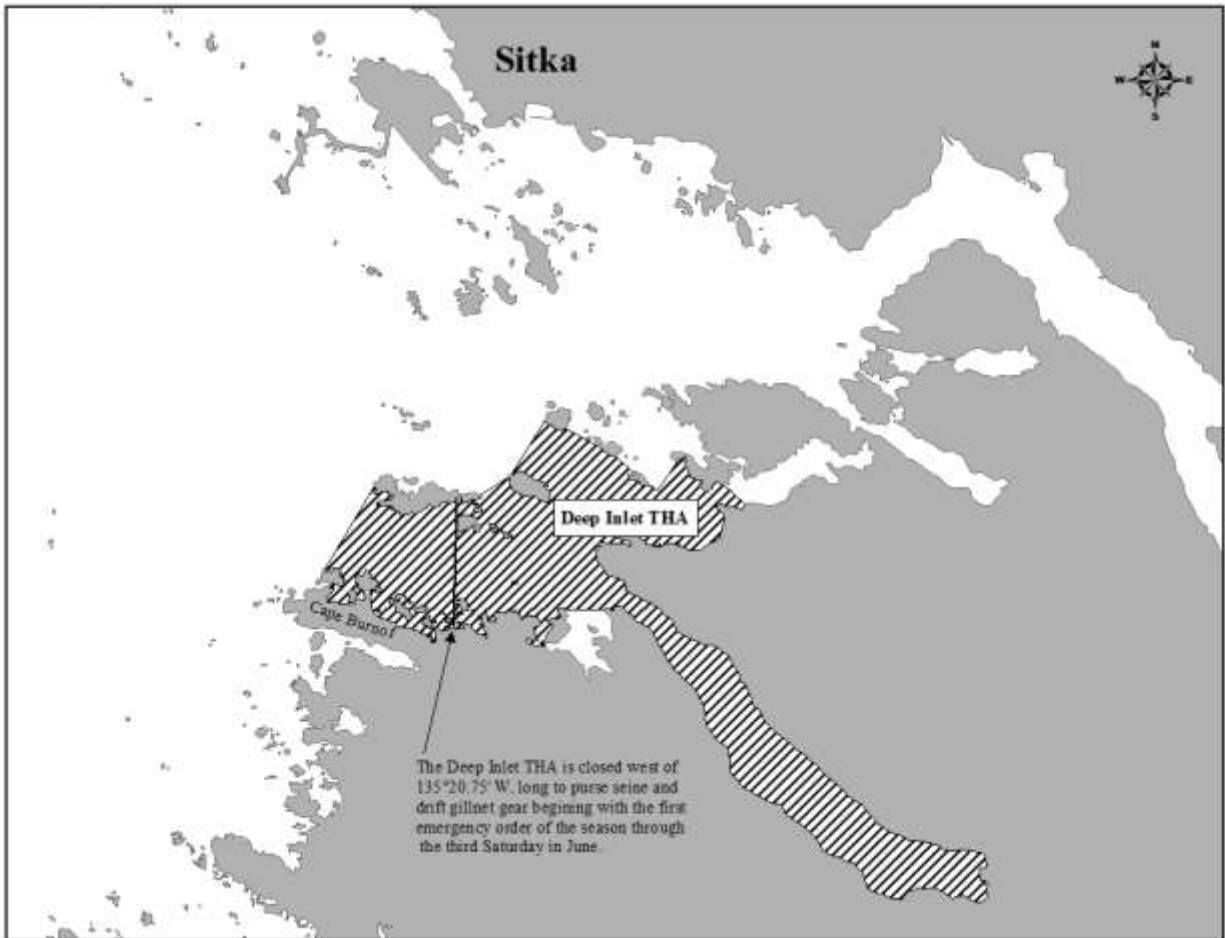 Sitka
N
W E
S
Deep Inlet THA
Cape Burnof
The Deep Inlet THA is closed west of
135°20.75' W. long to purse seine and
drift gillnet gear begining with the first
emergency order of the season through
the third Saturday in June.